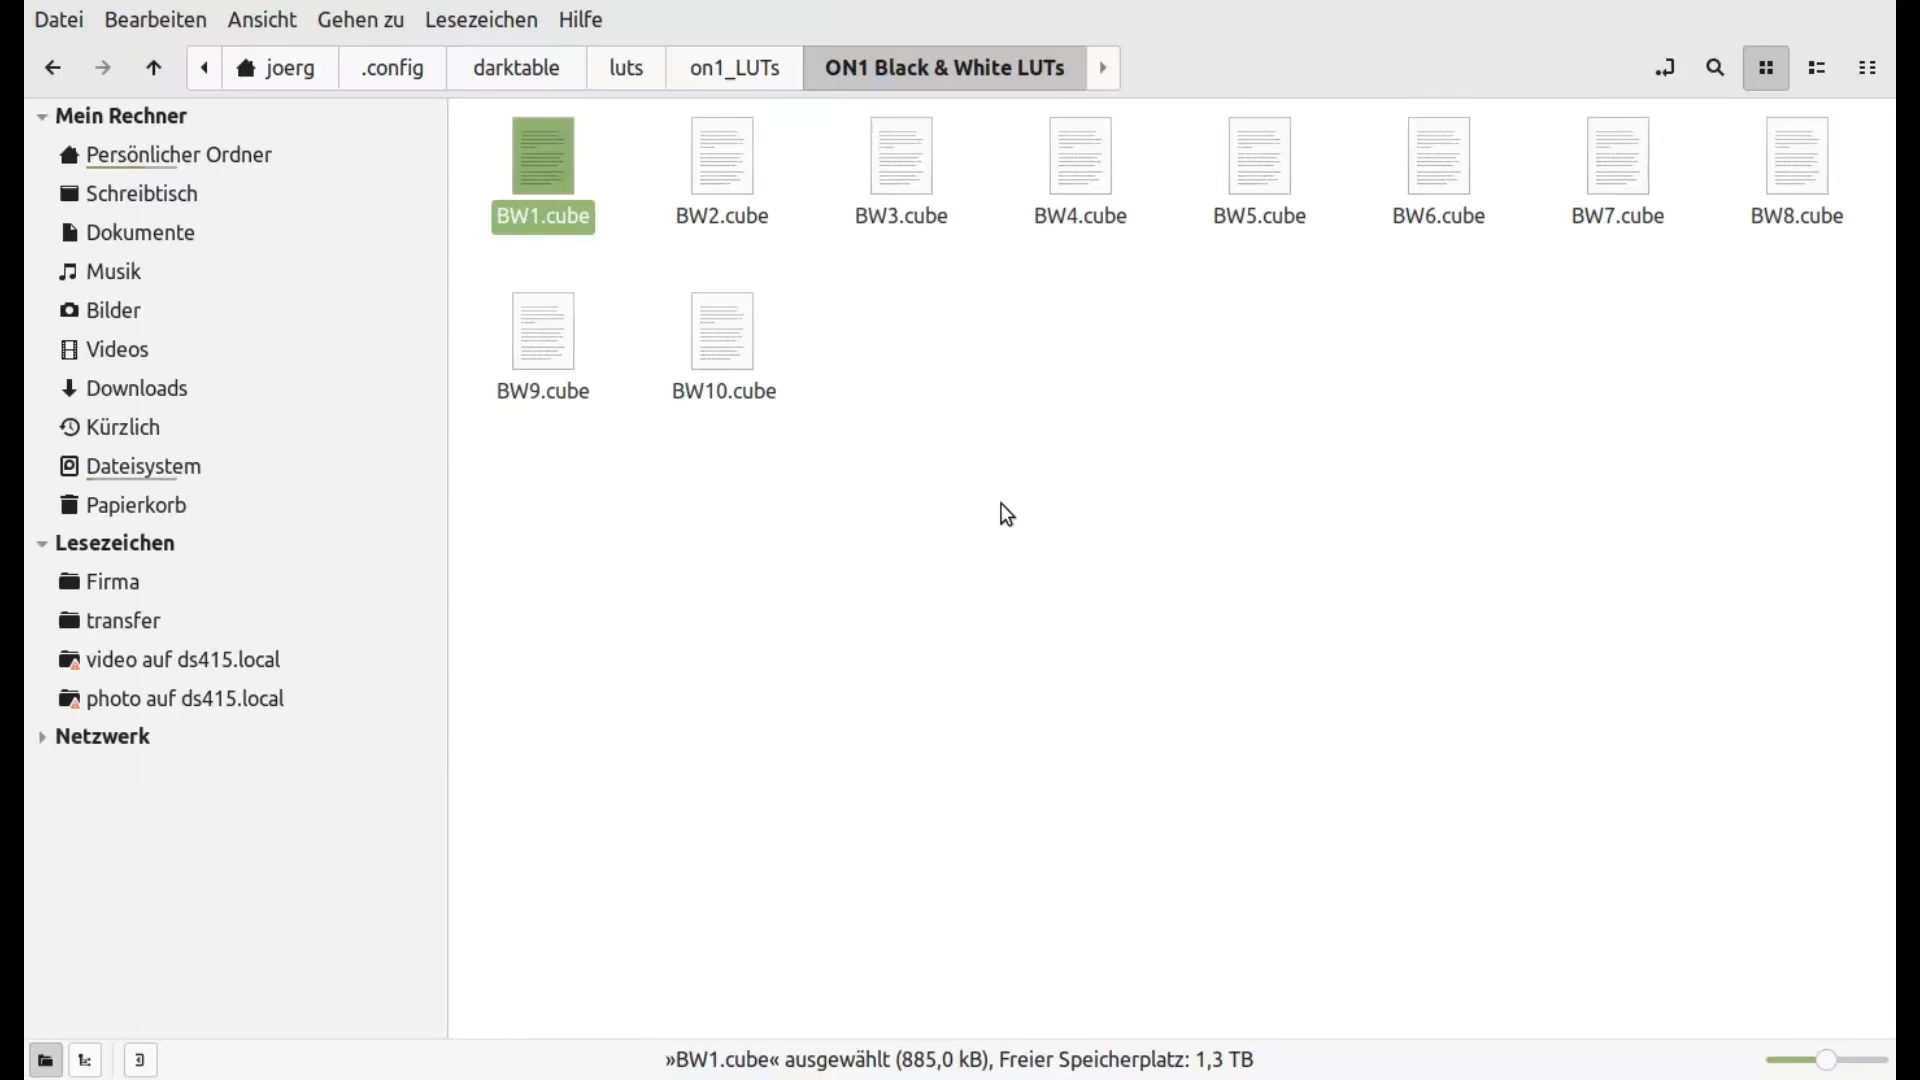 Datei Bearbeiten Ansicht Gehen zu Lesezeichen Hilfe
joerg .config darktable luts on1_LUTs ON1 Black & White LUTs
Mein Rechner
Persönlicher Ordner
Schreibtisch
Dokumente
Musik
Bilder
Videos
Downloads
Kürzlich
Dateisystem
Papierkorb
Lesezeichen
Firma
transfer
video auf ds415.local
photo auf ds415.local
Netzwerk
BW1.cube BW2.cube BW3.cube BW4.cube BW5.cube BW6.cube BW7.cube BW8.cube
BW9.cube BW10.cube
»BW1.cube« ausgewählt (885,0 kB), Freier Speicherplatz: 1,3 TB